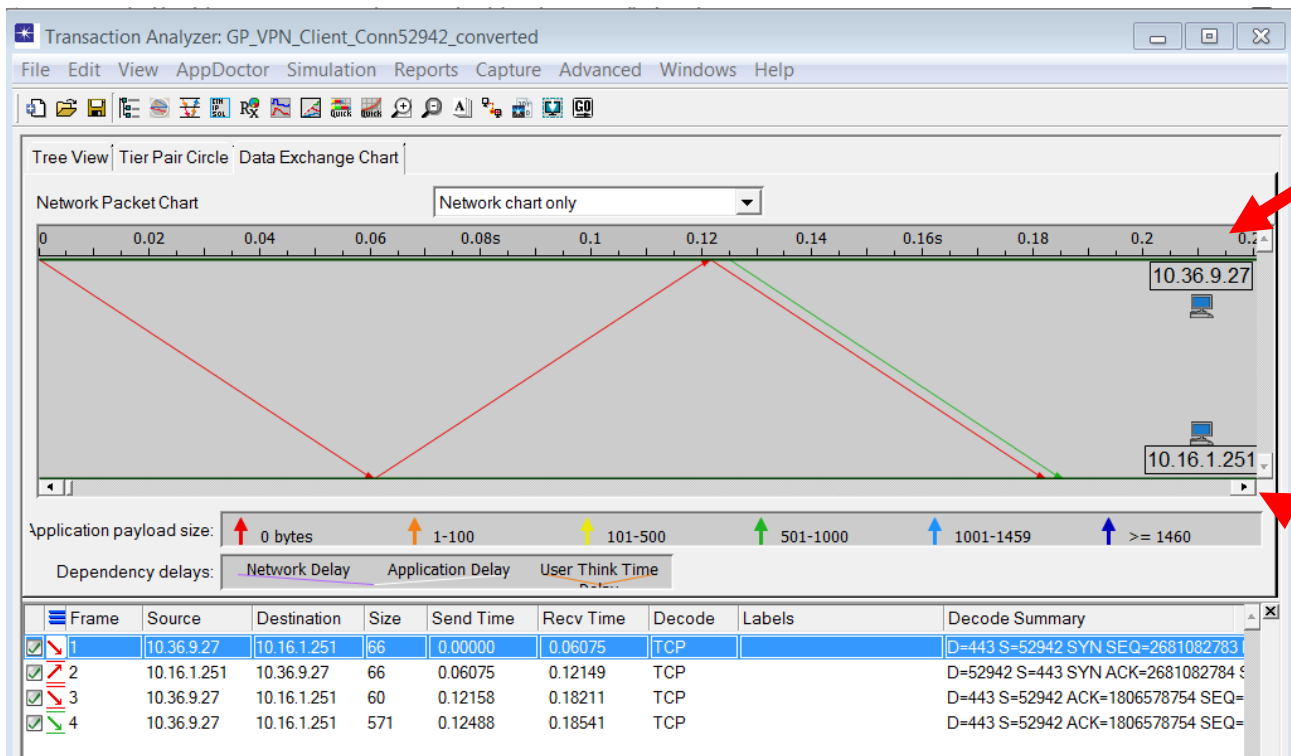 Transaction Analyzer: GP_VPN_Client_Conn52942_converted
File Edit View AppDoctor Simulation Reports Capture Advanced Windows Help
Tree View Tier Pair Circle Data Exchange Chart
Network Packet Chart Network chart only
0 0.02 0.04 0.06 0.08s 0.1 0.12 0.14 0.16s 0.18 0.2
10.36.9.27
10.16.1.251
Application payload size: 0 bytes 1-100 101-500 501-1000 1001-1459 >= 1460
Dependency delays: Network Delay Application Delay User Think Time
Frame Source Destination Size Send Time Recv Time Decode Labels Decode Summary
1 10.36.9.27 10.16.1.251 66 0.00000 0.06075 TCP D=443 S=52942 SYN SEQ=2681082783
2 10.16.1.251 10.36.9.27 66 0.06075 0.12149 TCP D=52942 S=443 SYN ACK=2681082784
3 10.36.9.27 10.16.1.251 60 0.12158 0.18211 TCP D=443 S=52942 ACK=1806578754 SEQ=
4 10.36.9.27 10.16.1.251 571 0.12488 0.18541 TCP D=443 S=52942 ACK=1806578754 SEQ=